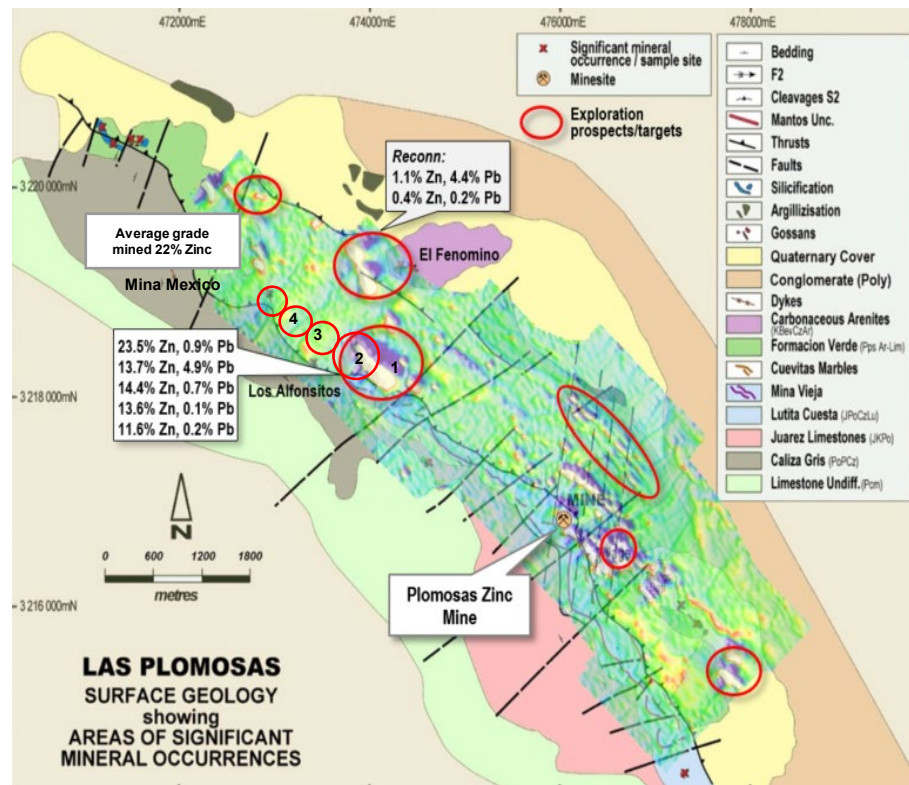 472000mE
474000mE
476000mE
478000mE
3 220 000mN
3 218 000mN
3 216 000mN
Significant mineral
occurrence / sample site
Minesite
Exploration
prospects/targets
Bedding
F2
Cleavages S2
Mantos Unc.
Thrusts
Faults
Silicification
Argillizisation
Gossans
Quaternary Cover
Conglomerate (Poly)
Dykes
Carbonaceous Arenites
(KBevCzAr)
Formacion Verde (Pps Ar-Lim)
Cuevitas Marbles
Mina Vieja
Lutita Cuesta (JPoCzLu)
Juarez Limestones (JKPo)
Caliza Gris (PoPCz)
Limestone Undiff.(Pom)
Reconn:
1.1% Zn, 4.4% Pb
0.4% Zn, 0.2% Pb
El Fenomino
Average grade
mined 22% Zinc
Mina Mexico
4
3
2
1
23.5% Zn, 0.9% Pb
13.7% Zn, 4.9% Pb
14.4% Zn, 0.7% Pb
13.6% Zn, 0.1% Pb
11.6% Zn, 0.2% Pb
Los Alfonsitos
MINE
Plomosas Zinc
Mine
N
0 600 1200 1800
metres
LAS PLOMOSAS
SURFACE GEOLOGY
showing
AREAS OF SIGNIFICANT
MINERAL OCCURRENCES